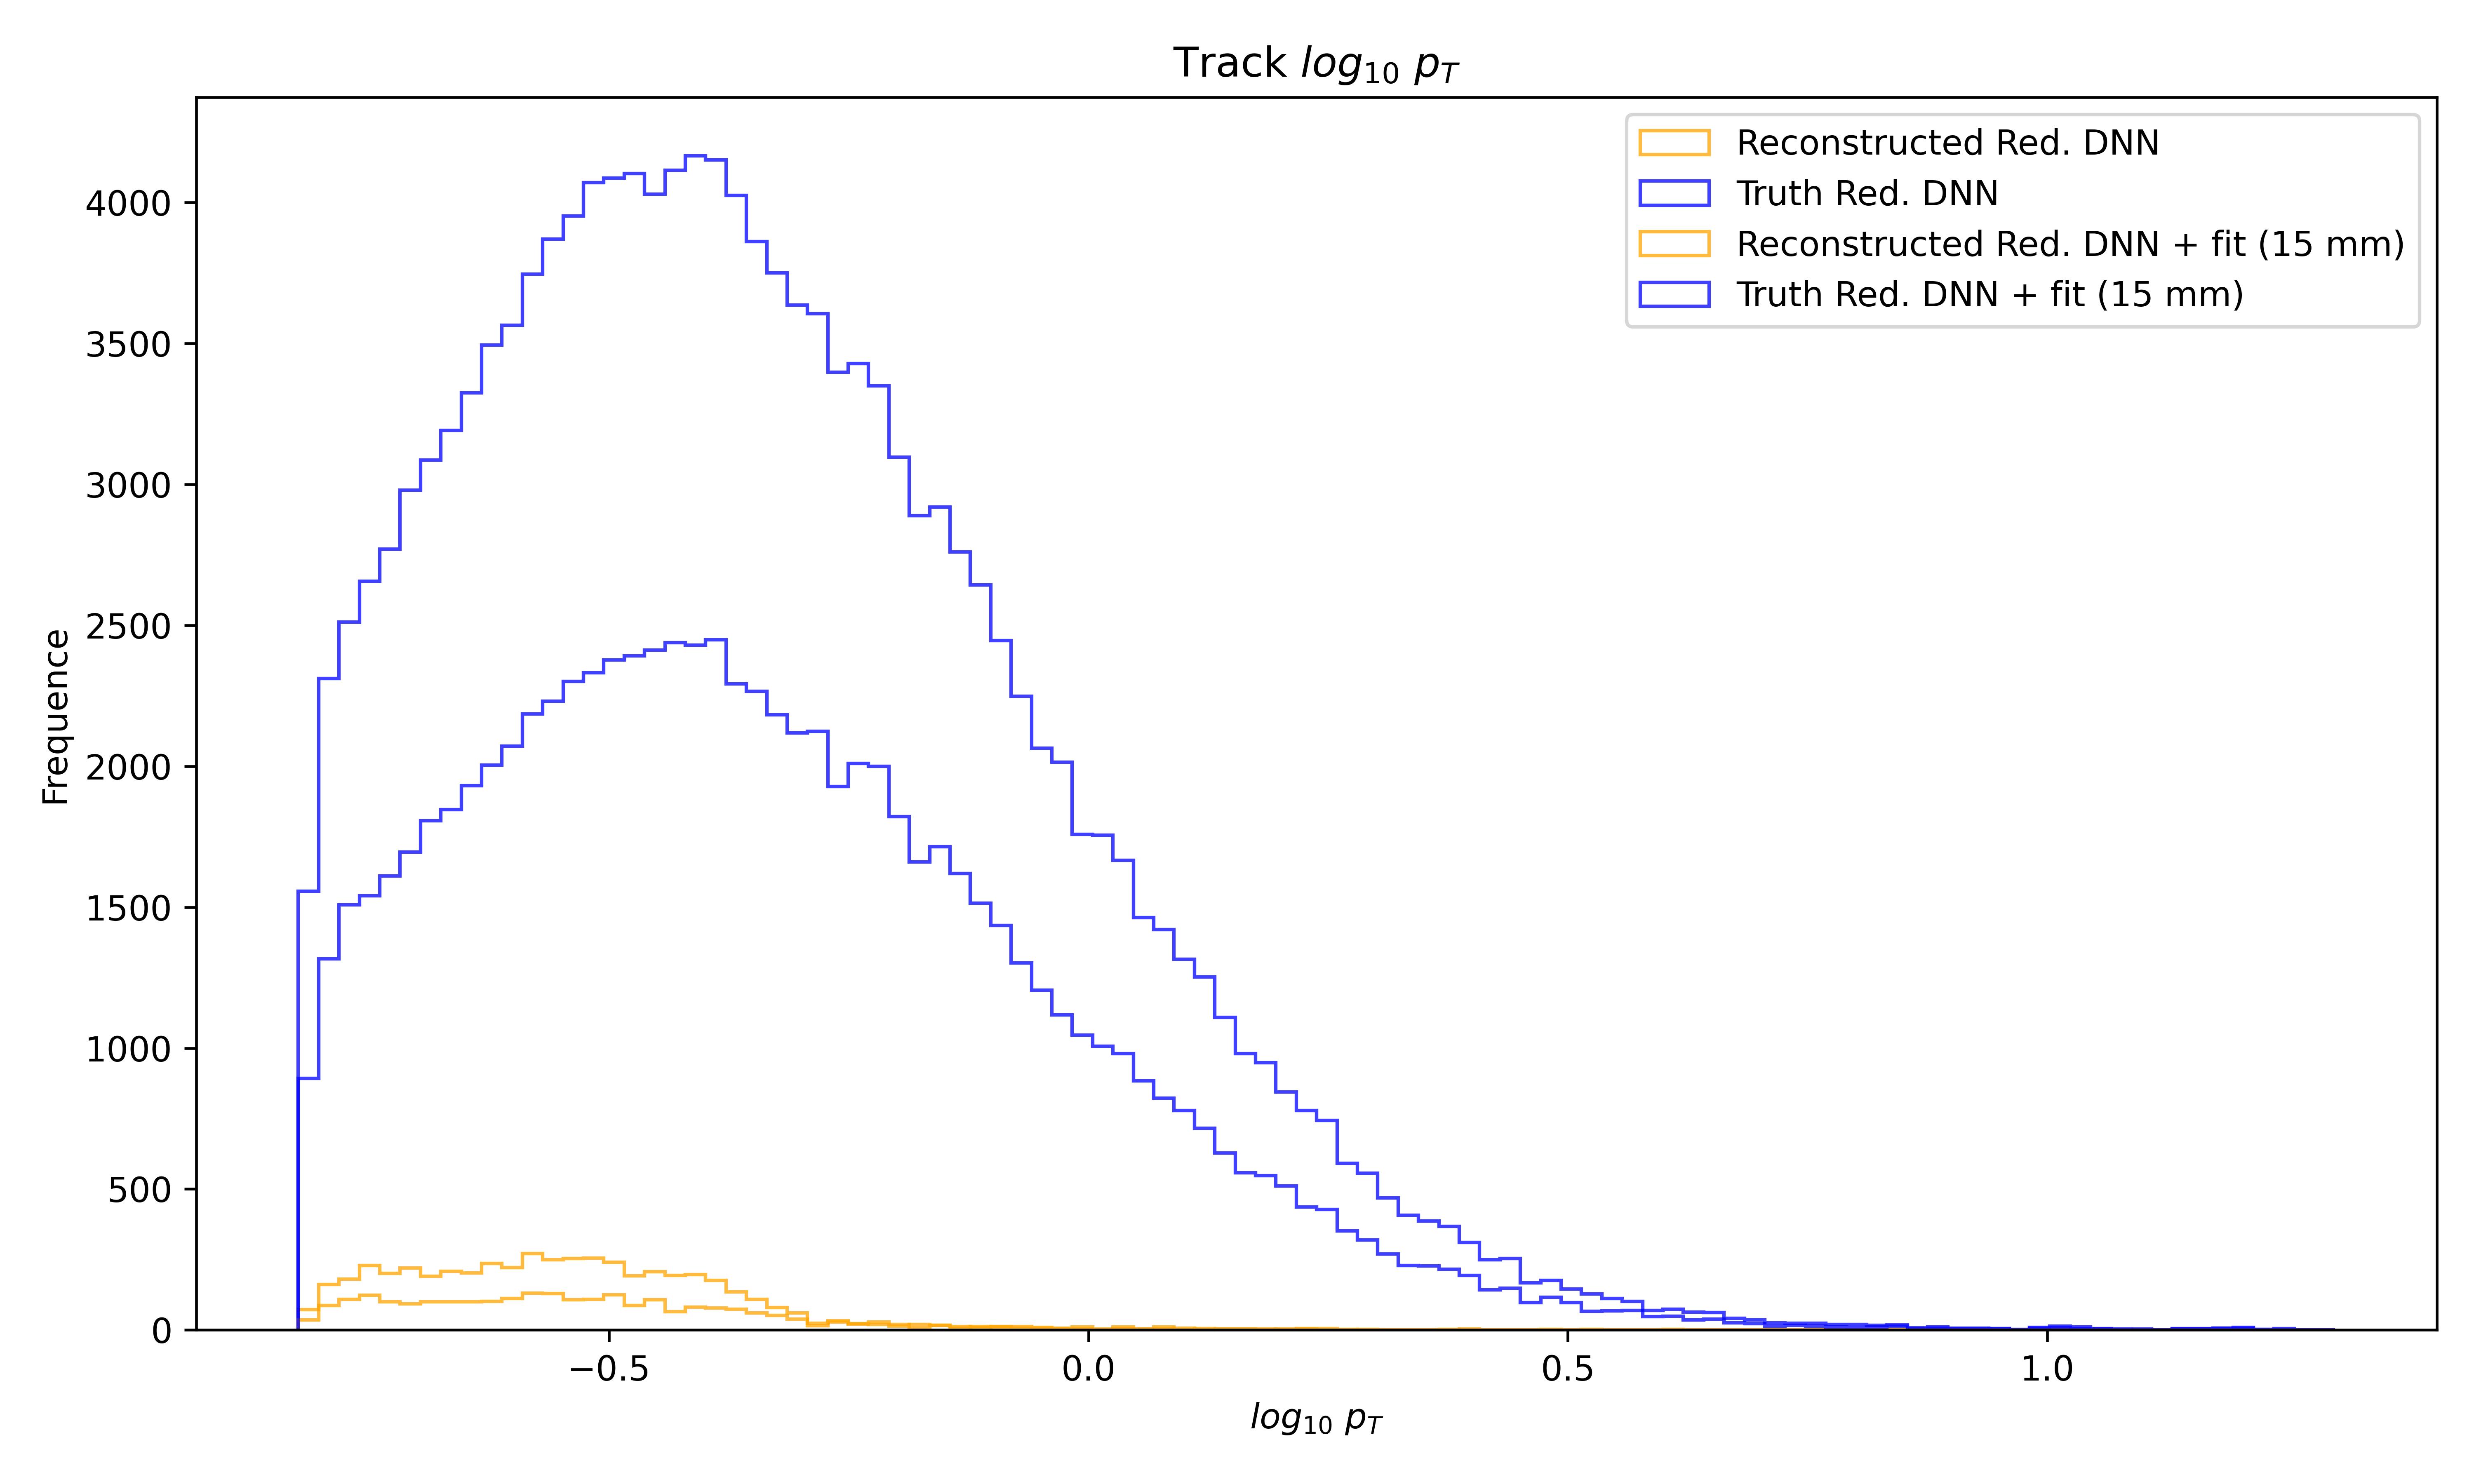 Track log₁₀ p_T
Reconstructed Red. DNN
Truth Red. DNN
Reconstructed Red. DNN + fit (15 mm)
Truth Red. DNN + fit (15 mm)
4000
3500
3000
2500
2000
1500
1000
500
0
Frequence
−0.5
0.0
0.5
1.0
log₁₀ p_T